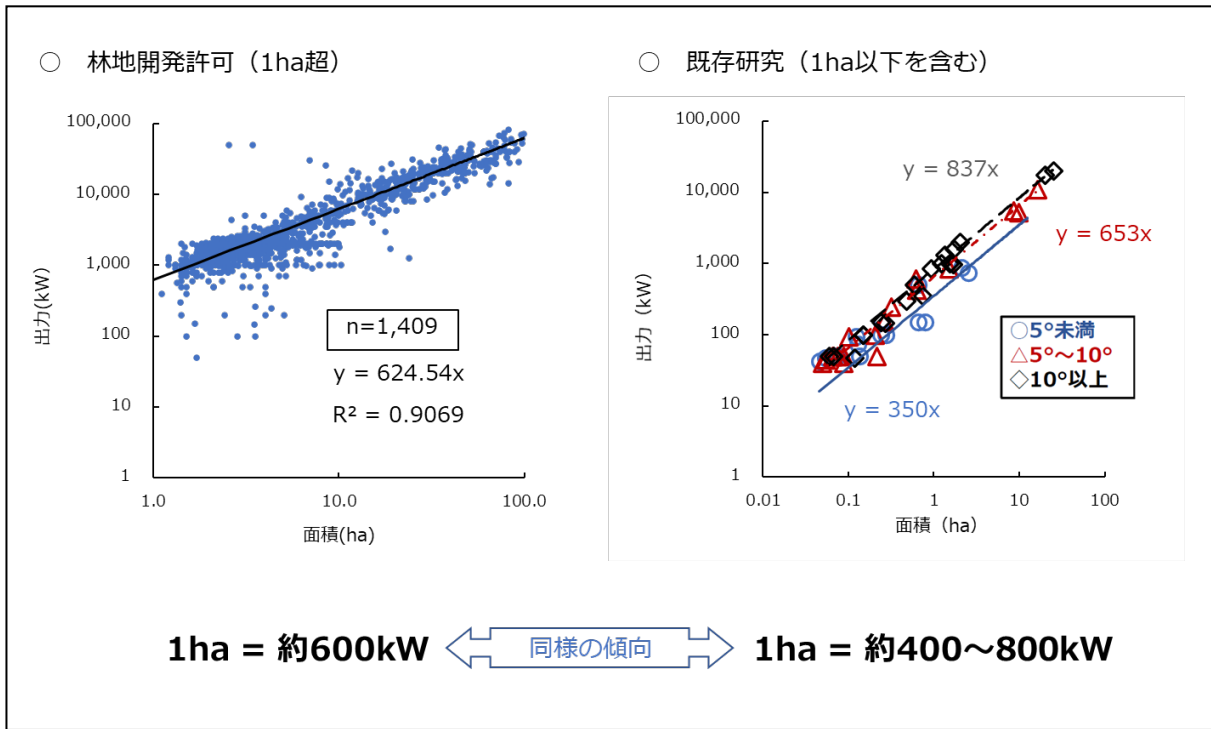 ○ 林地開発許可（1ha超）
100,000
10,000
1,000
100
10
1
出力(kW)
1.0
10.0
100.0
面積(ha)
n=1,409
y = 624.54x
R² = 0.9069
○ 既存研究（1ha以下を含む）
100,000
10,000
1,000
100
10
1
出力（kW）
0.01
0.1
1
10
100
面積（ha）
y = 837x
y = 653x
y = 350x
○5°未満
△5°～10°
◇10°以上
1ha = 約600kW
同様の傾向
1ha = 約400～800kW